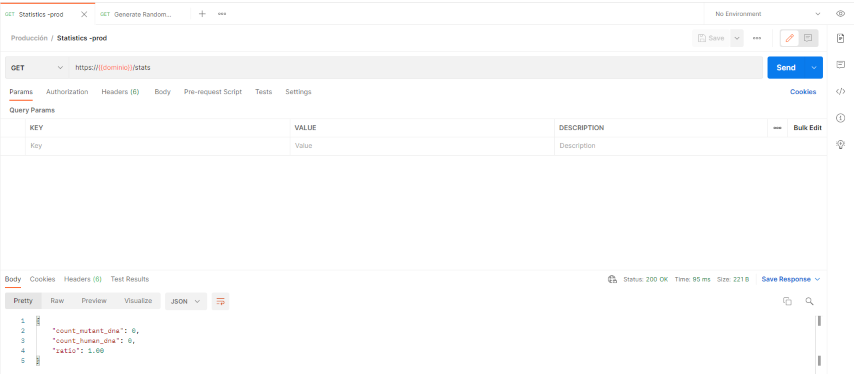 GET Statistics -prod
GET Generate Random...
No Environment
Producción / Statistics -prod
Save
GET
https://{{dominio}}/stats
Send
Params Authorization Headers (6) Body Pre-request Script Tests Settings Cookies
Query Params
KEY VALUE DESCRIPTION Bulk Edit
Key Value Description
Body Cookies Headers (6) Test Results
Status: 200 OK Time: 95 ms Size: 221 B Save Response
Pretty Raw Preview Visualize JSON
1 {
2 "count_mutant_dna": 6,
3 "count_human_dna": 6,
4 "ratio": 1.00
5 }